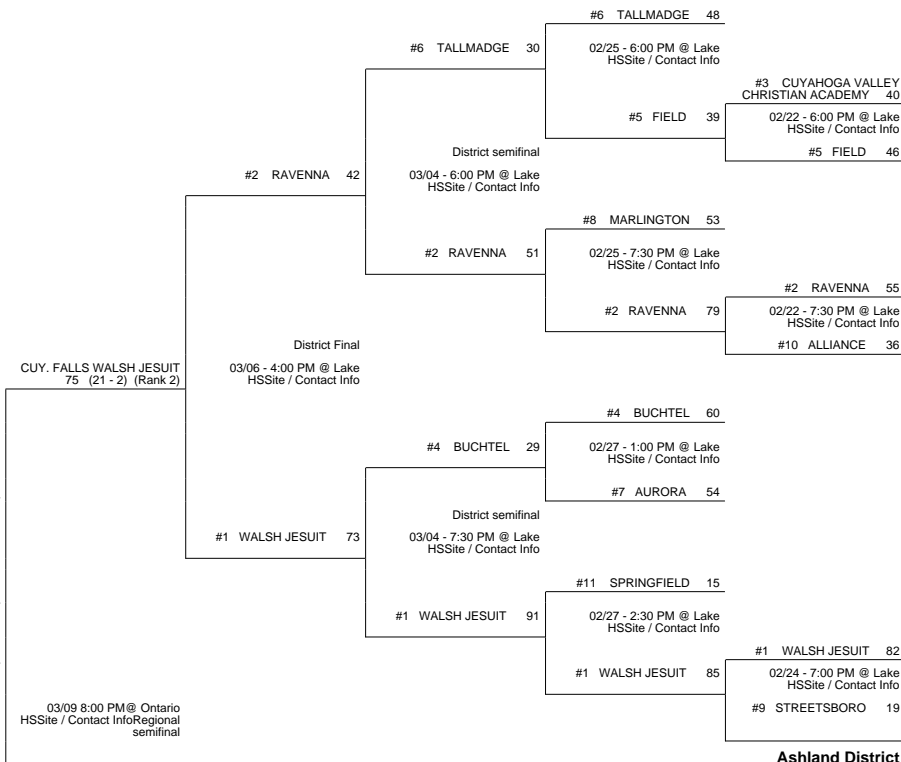 #6 TALLMADGE 48
#6 TALLMADGE 30
02/25 - 6:00 PM @ Lake
HSSite / Contact Info
#3 CUYAHOGA VALLEY
CHRISTIAN ACADEMY 40
#5 FIELD 39
02/22 - 6:00 PM @ Lake
HSSite / Contact Info
#5 FIELD 46
District semifinal
#2 RAVENNA 42
03/04 - 6:00 PM @ Lake
HSSite / Contact Info
#8 MARLINGTON 53
#2 RAVENNA 51
02/25 - 7:30 PM @ Lake
HSSite / Contact Info
#2 RAVENNA 55
#2 RAVENNA 79
02/22 - 7:30 PM @ Lake
HSSite / Contact Info
#10 ALLIANCE 36
District Final
03/06 - 4:00 PM @ Lake
HSSite / Contact Info
CUY. FALLS WALSH JESUIT
75 (21 - 2) (Rank 2)
#4 BUCHTEL 60
#4 BUCHTEL 29
02/27 - 1:00 PM @ Lake
HSSite / Contact Info
#7 AURORA 54
District semifinal
#1 WALSH JESUIT 73
03/04 - 7:30 PM @ Lake
HSSite / Contact Info
#11 SPRINGFIELD 15
#1 WALSH JESUIT 91
02/27 - 2:30 PM @ Lake
HSSite / Contact Info
#1 WALSH JESUIT 82
#1 WALSH JESUIT 85
02/24 - 7:00 PM @ Lake
HSSite / Contact Info
#9 STREETSBORO 19
03/09 8:00 PM@ Ontario
HSSite / Contact InfoRegional
semifinal
Ashland District